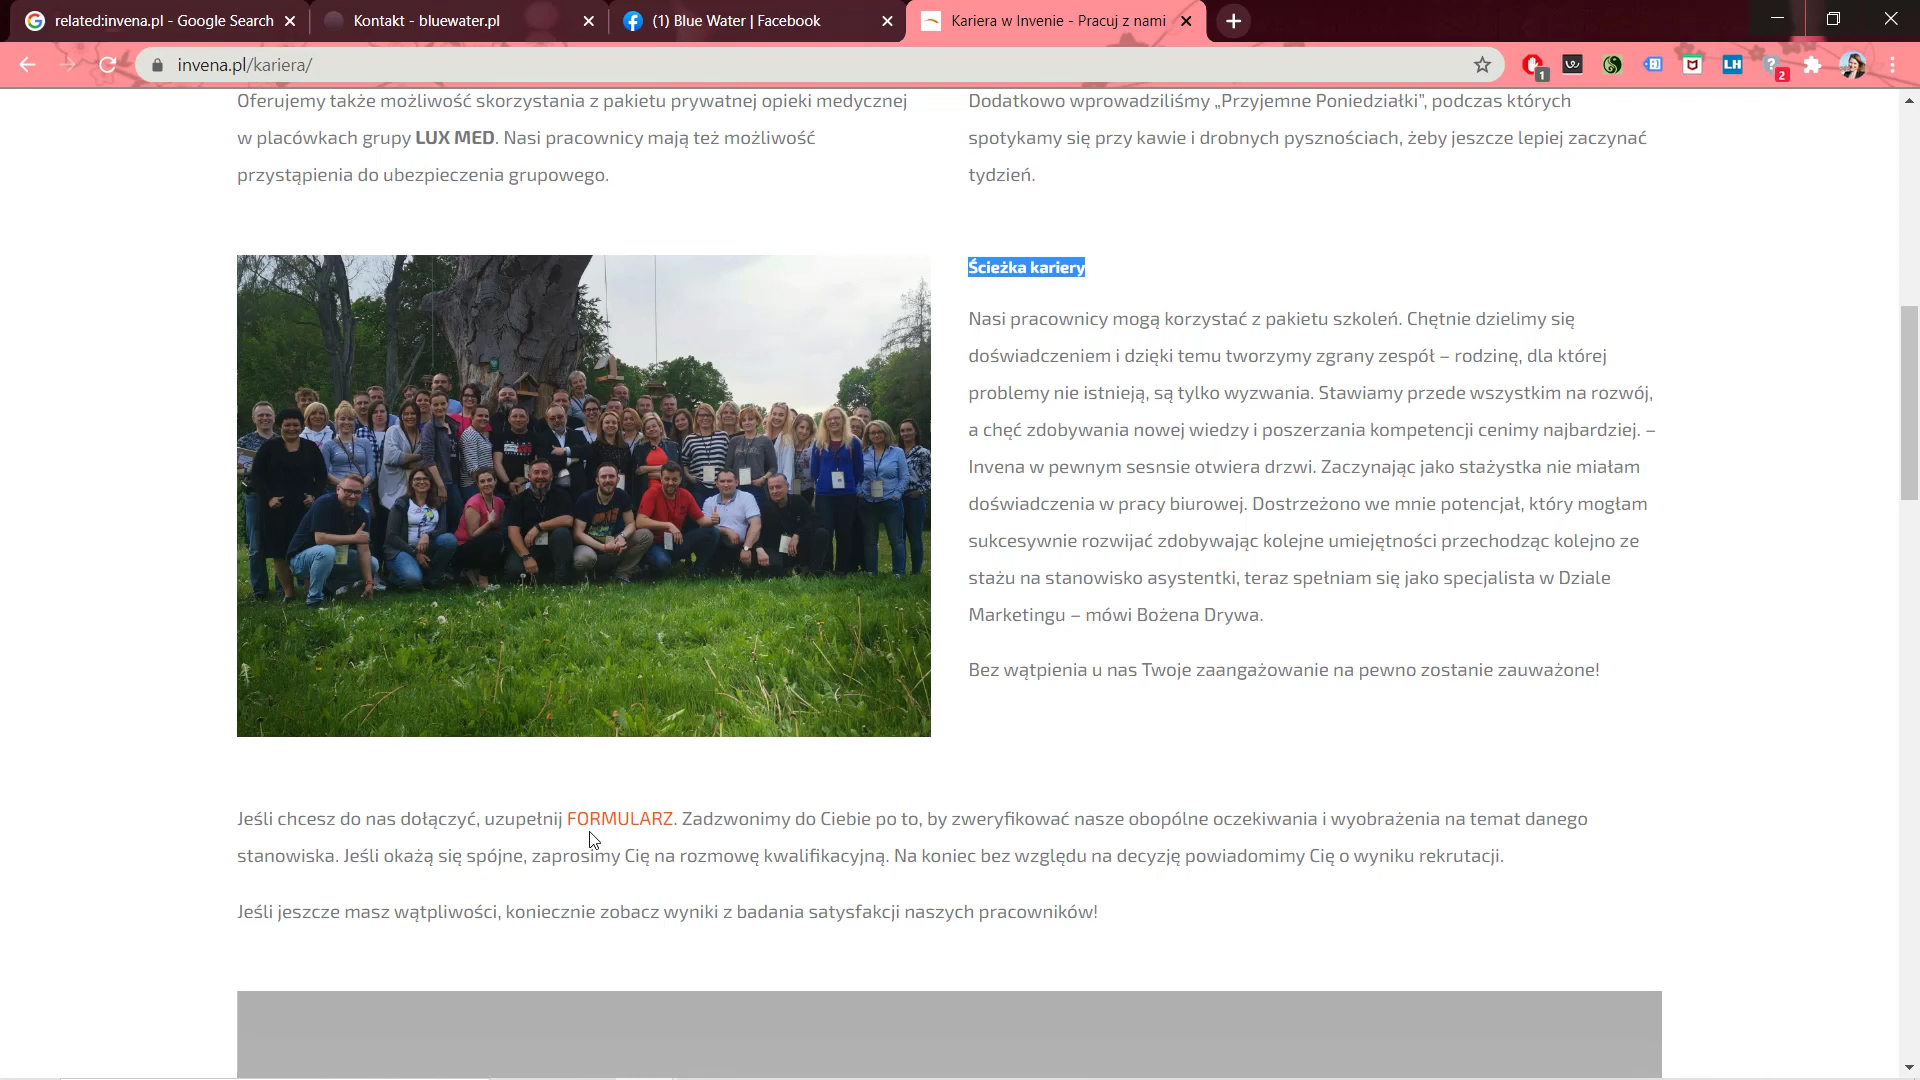 related:invena.pl - Google Search
Kontakt - bluewater.pl
(1) Blue Water | Facebook
Kariera w Invenie - Pracuj z nami
invena.pl/kariera/
1
LH
2
Oferujemy także możliwość skorzystania z pakietu prywatnej opieki medycznej
w placówkach grupy LUX MED. Nasi pracownicy mają też możliwość
przystąpienia do ubezpieczenia grupowego.
Dodatkowo wprowadziliśmy „Przyjemne Poniedziałki”, podczas których
spotykamy się przy kawie i drobnych pysznościach, żeby jeszcze lepiej zaczynać
tydzień.
Ścieżka kariery
Nasi pracownicy mogą korzystać z pakietu szkoleń. Chętnie dzielimy się
doświadczeniem i dzięki temu tworzymy zgrany zespół – rodzinę, dla której
problemy nie istnieją, są tylko wyzwania. Stawiamy przede wszystkim na rozwój,
a chęć zdobywania nowej wiedzy i poszerzania kompetencji cenimy najbardziej. –
Invena w pewnym sesnsie otwiera drzwi. Zaczynając jako stażystka nie miałam
doświadczenia w pracy biurowej. Dostrzeżono we mnie potencjał, który mogłam
sukcesywnie rozwijać zdobywając kolejne umiejętności przechodząc kolejno ze
stażu na stanowisko asystentki, teraz spełniam się jako specjalista w Dziale
Marketingu – mówi Bożena Drywa.
Bez wątpienia u nas Twoje zaangażowanie na pewno zostanie zauważone!
Jeśli chcesz do nas dołączyć, uzupełnij FORMULARZ. Zadzwonimy do Ciebie po to, by zweryfikować nasze obopólne oczekiwania i wyobrażenia na temat danego
stanowiska. Jeśli okażą się spójne, zaprosimy Cię na rozmowę kwalifikacyjną. Na koniec bez względu na decyzję powiadomimy Cię o wyniku rekrutacji.
Jeśli jeszcze masz wątpliwości, koniecznie zobacz wyniki z badania satysfakcji naszych pracowników!